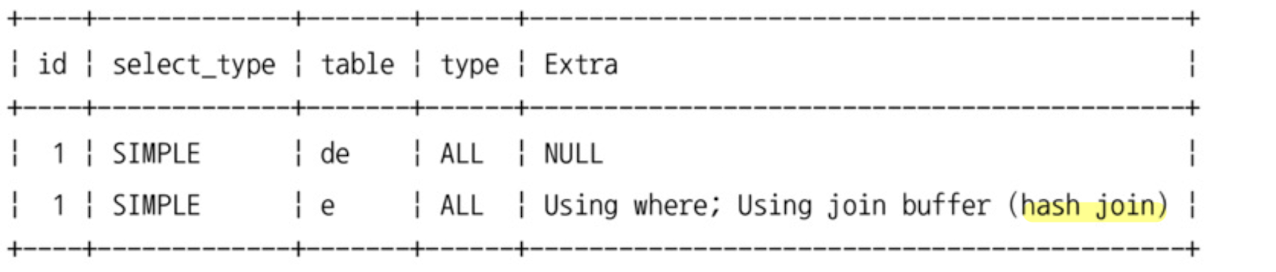 +----+-------------+-------+------+--------------------------------------------+
| id | select_type | table | type | Extra                                      |
+----+-------------+-------+------+--------------------------------------------+
|  1 | SIMPLE      | de    | ALL  | NULL                                       |
|  1 | SIMPLE      | e     | ALL  | Using where; Using join buffer (hash join) |
+----+-------------+-------+------+--------------------------------------------+